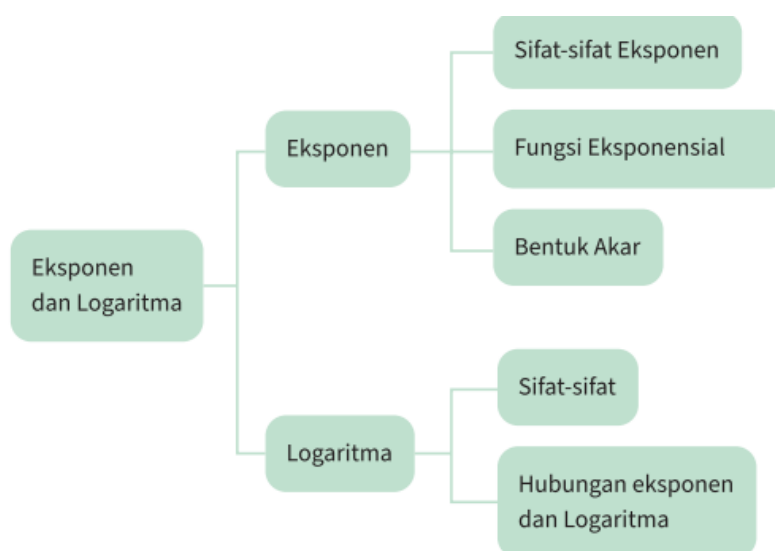 Sifat-sifat Eksponen
Eksponen
Fungsi Eksponensial
Bentuk Akar
Eksponen
dan Logaritma
Sifat-sifat
Logaritma
Hubungan eksponen
dan Logaritma